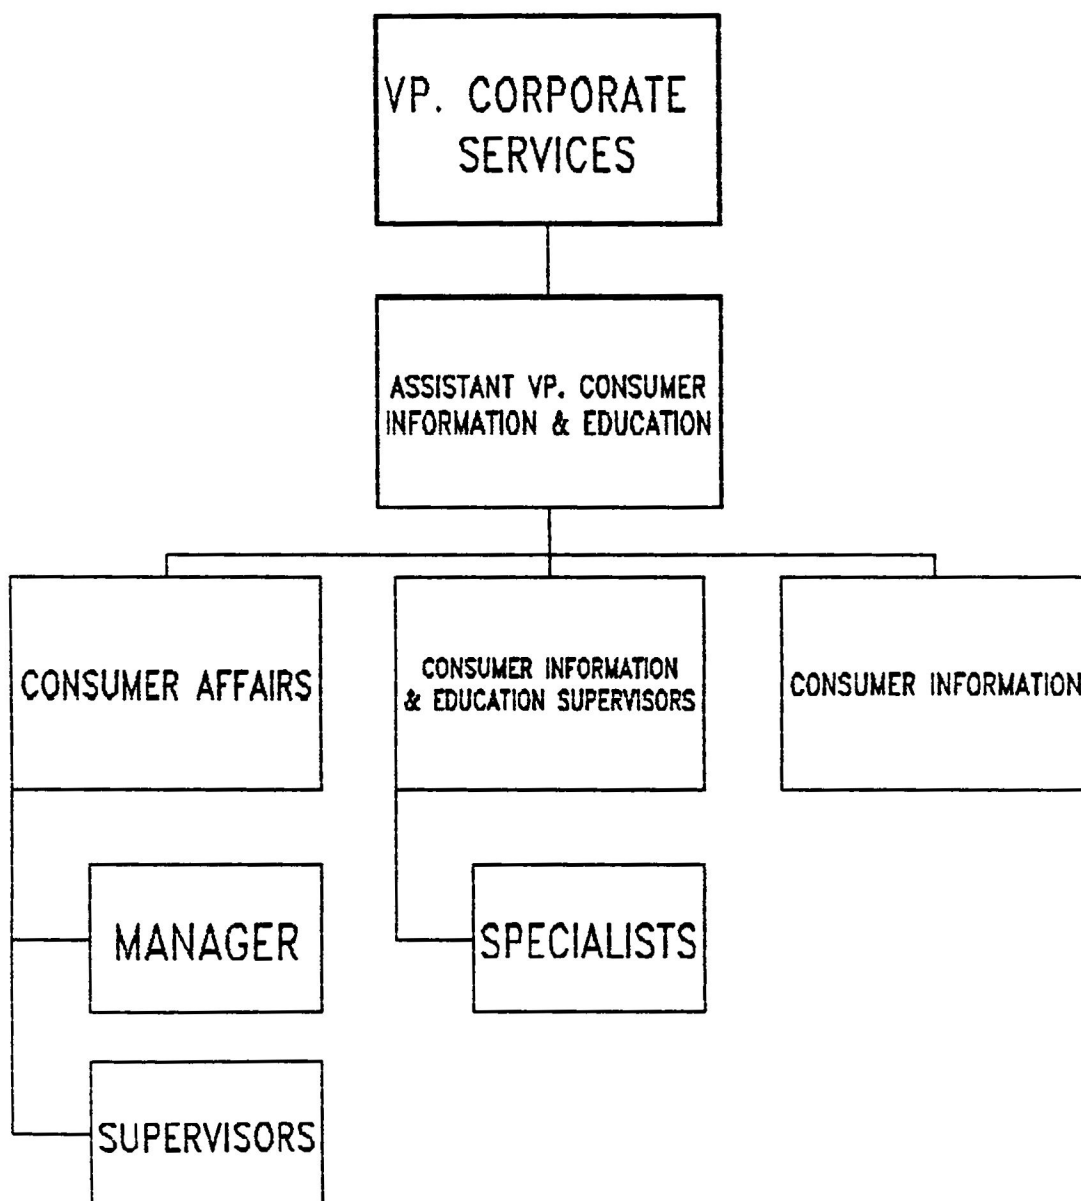 VP. CORPORATE
SERVICES
ASSISTANT VP. CONSUMER
INFORMATION & EDUCATION
CONSUMER AFFAIRS
CONSUMER INFORMATION
& EDUCATION SUPERVISORS
CONSUMER INFORMATION
MANAGER
SPECIALISTS
SUPERVISORS